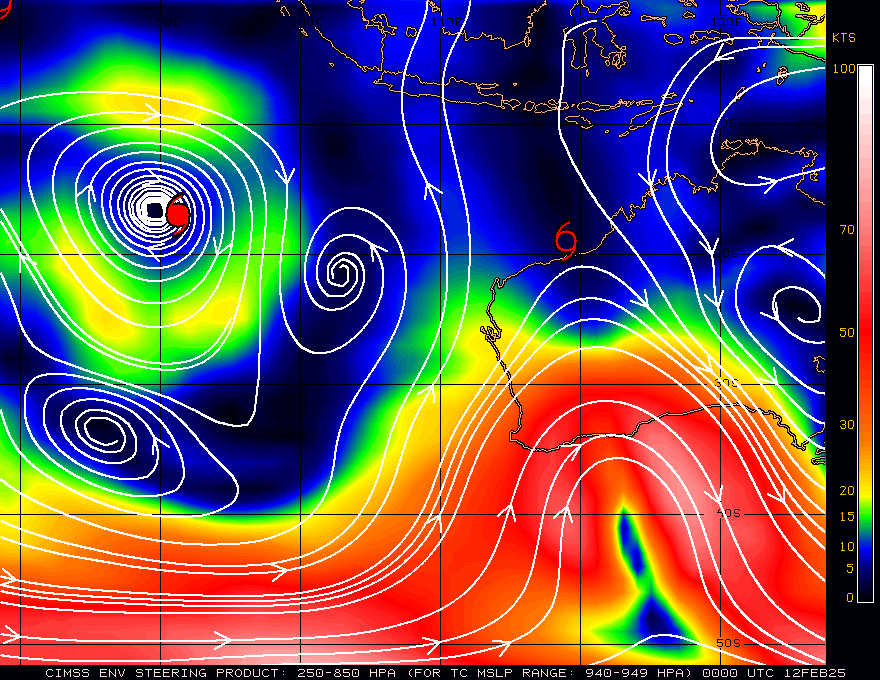 KTS
100
70
50
30
20
15
10
5
0
30S
40S
50S
CIMSS ENV STEERING PRODUCT: 250-850 HPA (FOR TC MSLP RANGE: 940-949 HPA) 0000 UTC 12FEB25